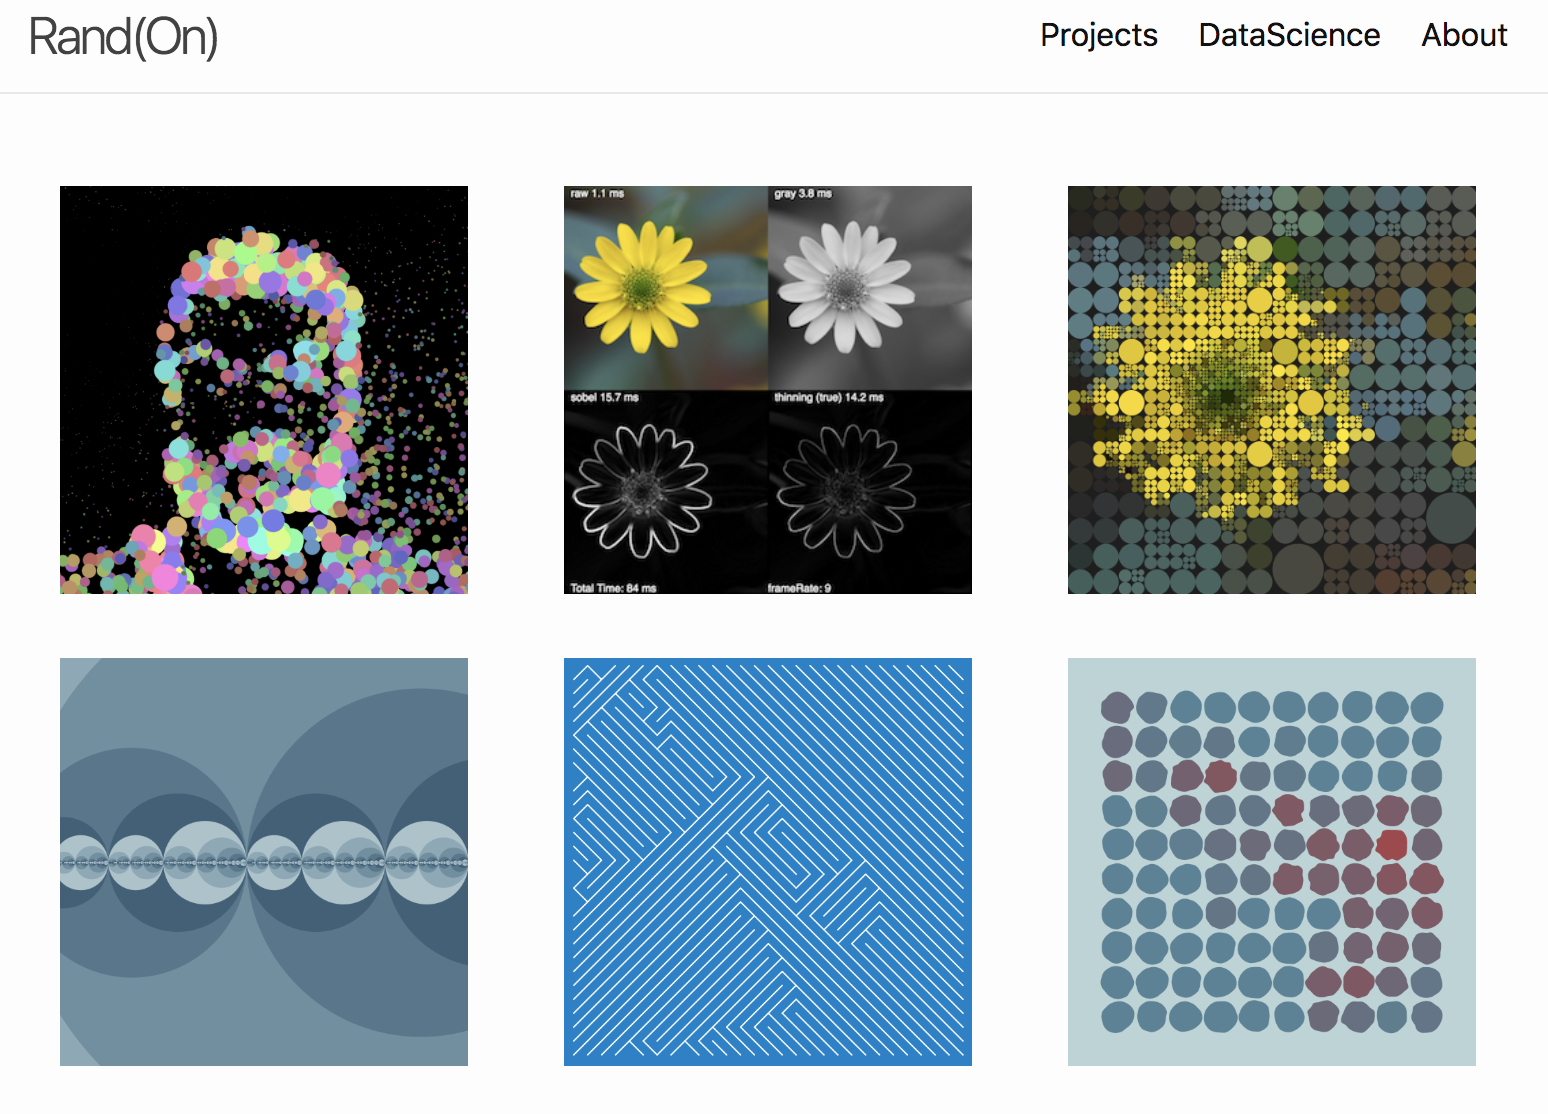 Rand(On)
Projects DataScience About
raw 1.1 ms
gray 3.8 ms
sobel 15.7 ms
thinning (true) 14.2 ms
Total Time: 84 ms
frameRate: 9